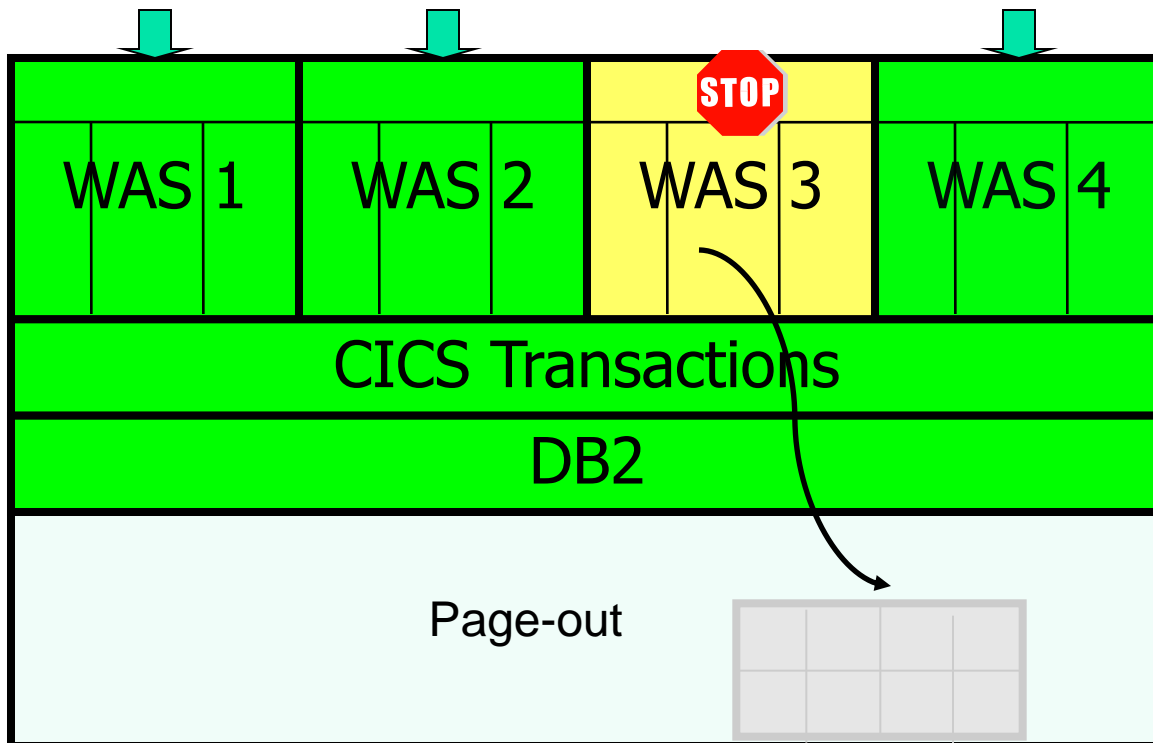 STOP
WAS 1
WAS 2
WAS 3
WAS 4
CICS Transactions
DB2
Page-out